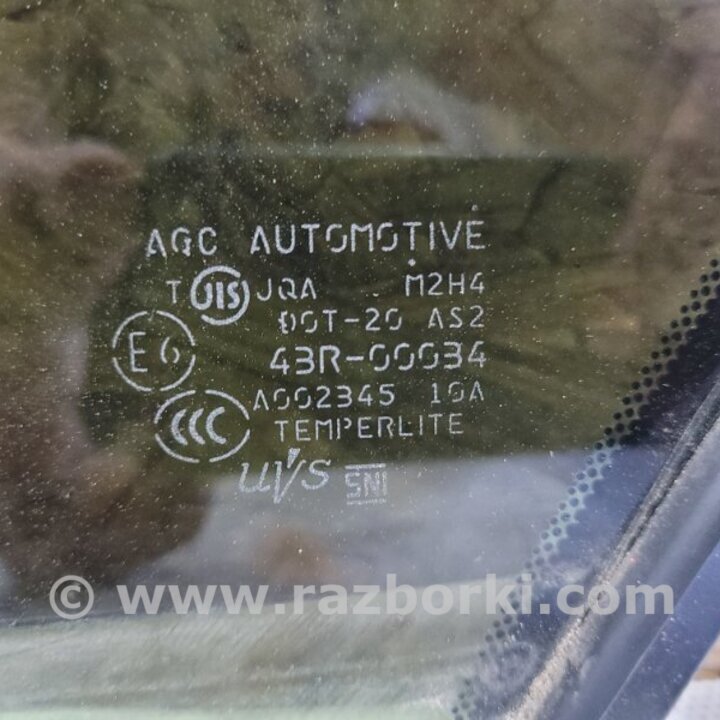 AGC AUTOMOTIVE
T JIS JQA M2H4
DOT-20 AS2
E6 43R-00034
CCC A002345 10A
TEMPERLITE
UVS SNI
© www.razborki.com